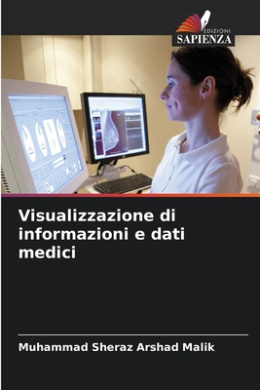 EDIZIONI
SAPIENZA
Visualizzazione di
informazioni e dati
medici
Muhammad Sheraz Arshad Malik